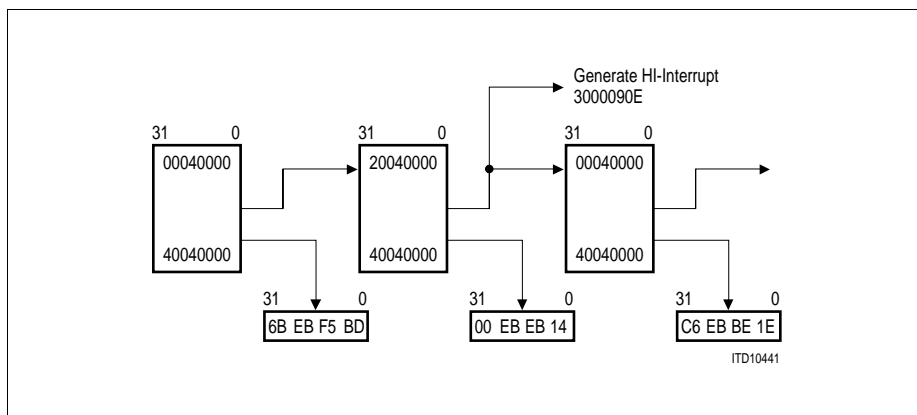 Generate HI-Interrupt
3000090E
31 0 31 0 31 0
00040000 20040000 00040000
40040000 40040000 40040000
31 0 31 0 31 0
6B EB F5 BD 00 EB EB 14 C6 EB BE 1E
ITD10441